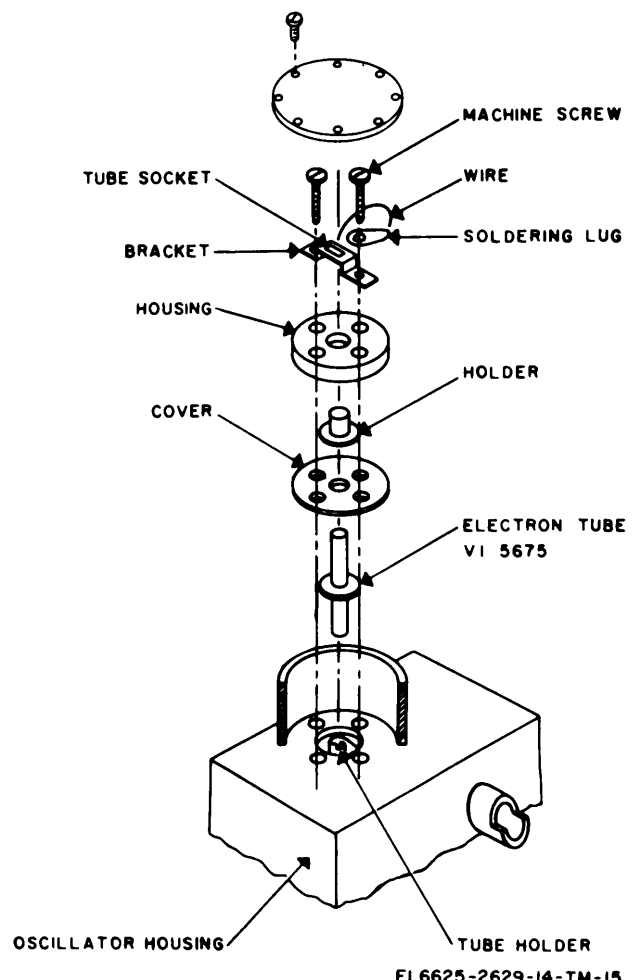 MACHINE SCREW
TUBE SOCKET
WIRE
BRACKET
SOLDERING LUG
HOUSING
HOLDER
COVER
ELECTRON TUBE
VI 5675
OSCILLATOR HOUSING
TUBE HOLDER
EL6625-2629-14-TM-15